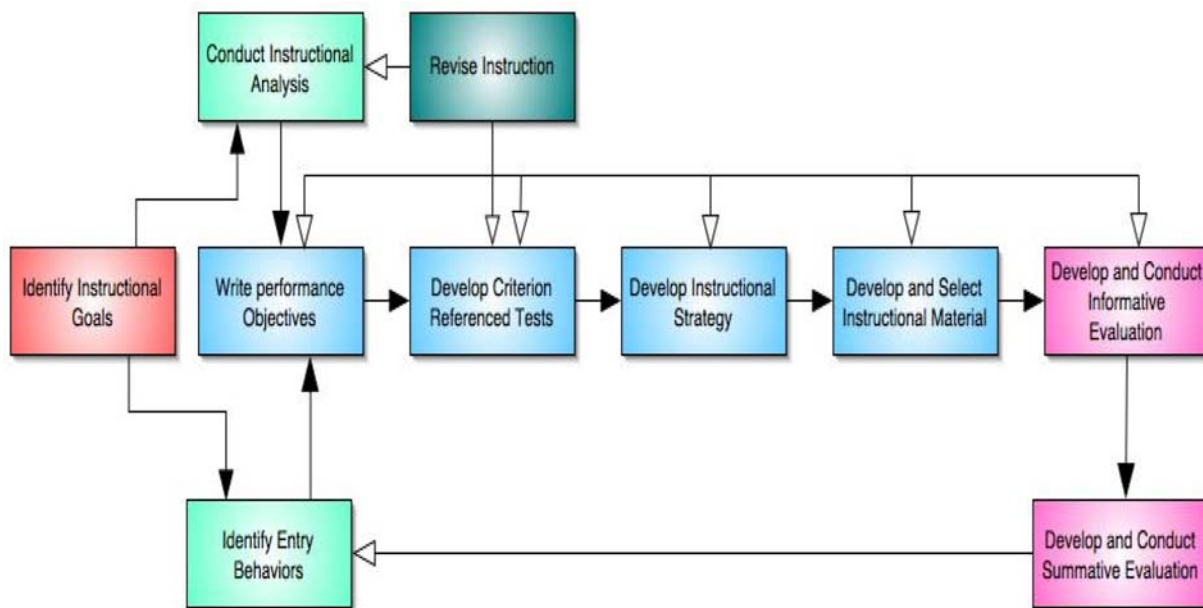 Conduct Instructional
Analysis
Revise Instruction
Identify Instructional
Goals
Write performance
Objectives
Develop Criterion
Referenced Tests
Develop Instructional
Strategy
Develop and Select
Instructional Material
Develop and Conduct
Informative
Evaluation
Identify Entry
Behaviors
Develop and Conduct
Summative Evaluation